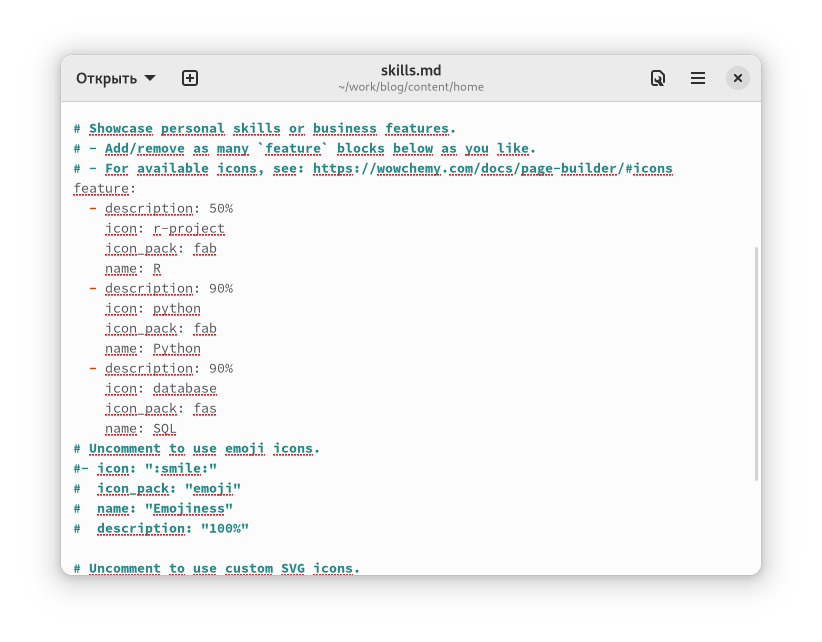 Открыть
skills.md
~/work/blog/content/home
# Showcase personal skills or business features.
# - Add/remove as many `feature` blocks below as you like.
# - For available icons, see: https://wowchemy.com/docs/page-builder/#icons
feature:
  - description: 50%
    icon: r-project
    icon_pack: fab
    name: R
  - description: 90%
    icon: python
    icon_pack: fab
    name: Python
  - description: 90%
    icon: database
    icon_pack: fas
    name: SQL
# Uncomment to use emoji icons.
#- icon: ":smile:"
#  icon_pack: "emoji"
#  name: "Emojiness"
#  description: "100%"
# Uncomment to use custom SVG icons.